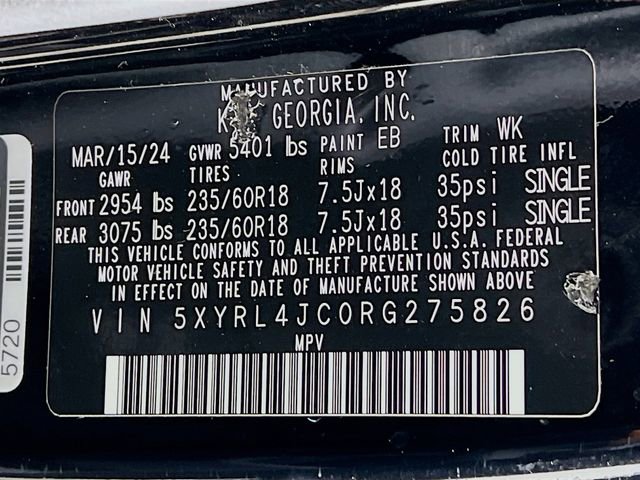 MANUFACTURED BY
GEORGIA, INC.
MAR/15/24 GVWR 5401 lbs PAINT EB TRIM WK
GAWR TIRES RIMS COLD TIRE INFL
FRONT 2954 lbs 235/60R18 7.5Jx18 35psi SINGLE
REAR 3075 lbs 235/60R18 7.5Jx18 35psi SINGLE
THIS VEHICLE CONFORMS TO ALL APPLICABLE U.S.A. FEDERAL
MOTOR VEHICLE SAFETY AND THEFT PREVENTION STANDARDS
IN EFFECT ON THE DATE OF MANUFACTURE SHOWN ABOVE
VIN 5XYRL4JC0RG275826
MPV
5720